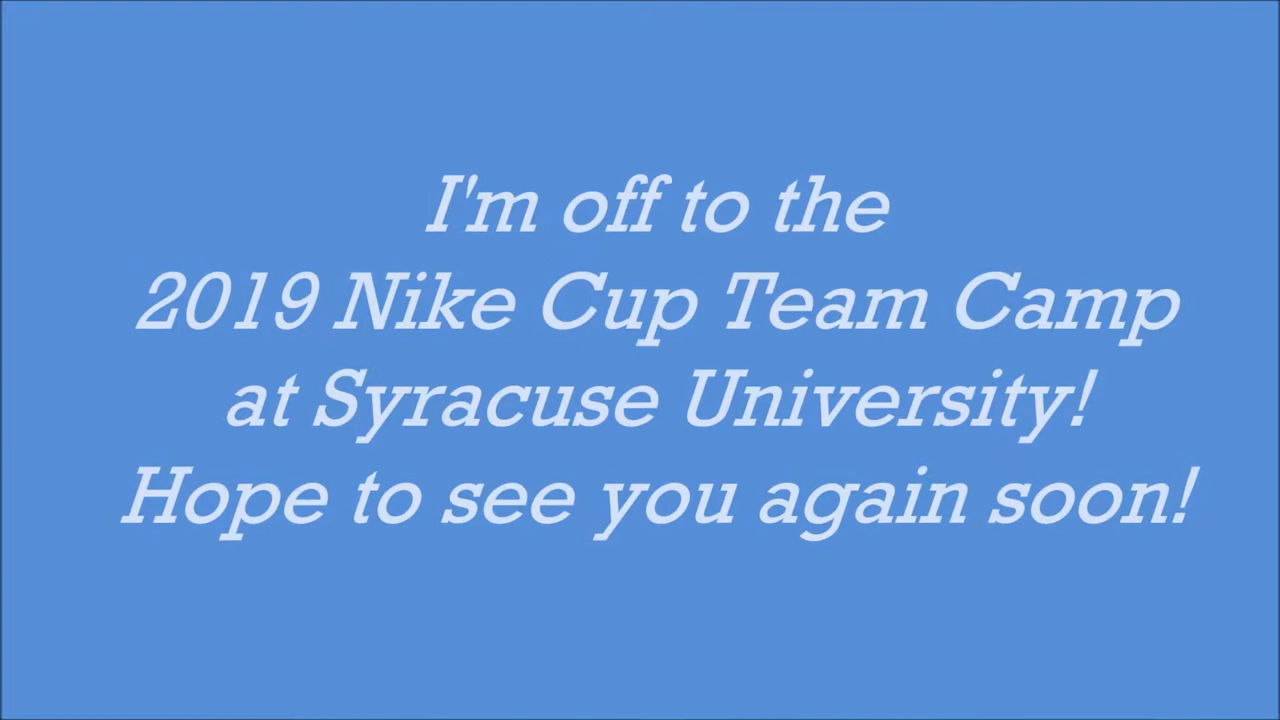 I'm off to the
2019 Nike Cup Team Camp
at Syracuse University!
Hope to see you again soon!